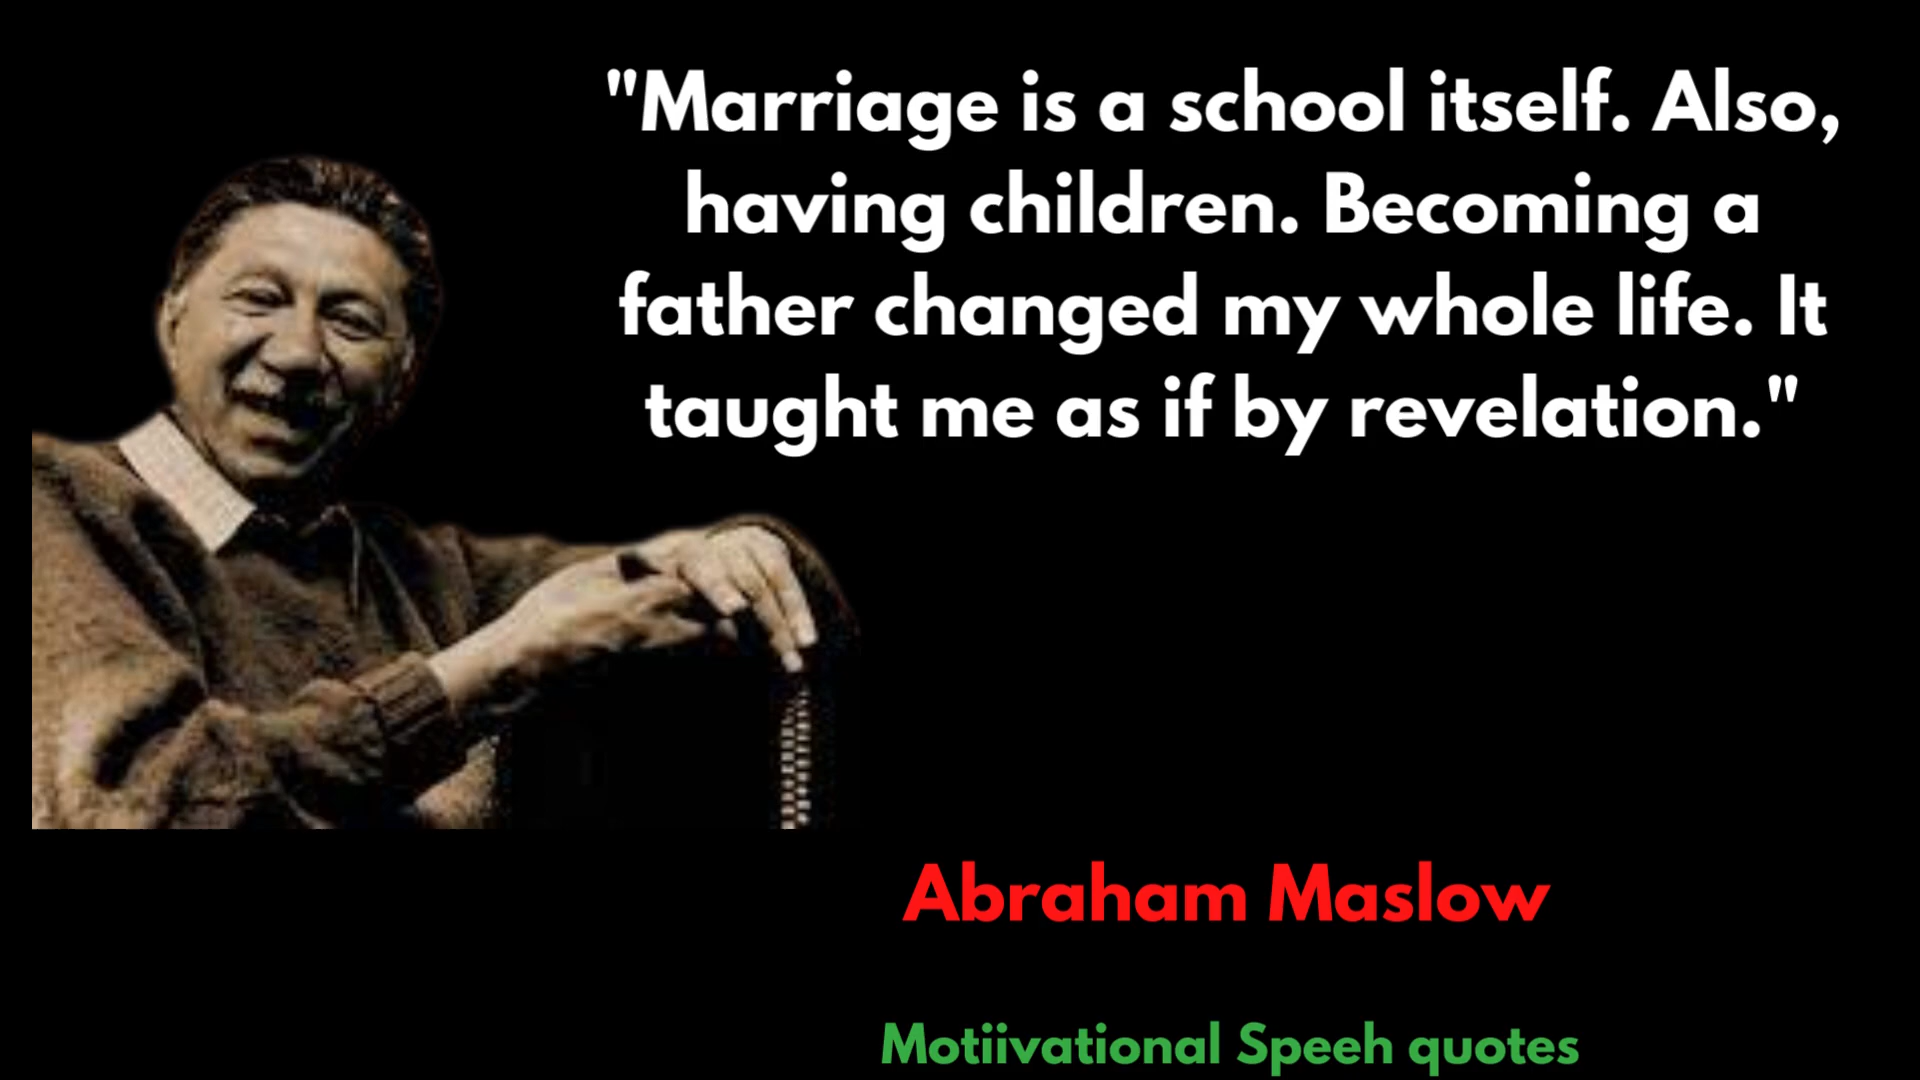 "Marriage is a school itself. Also,
having children. Becoming a
father changed my whole life. It
taught me as if by revelation."
Abraham Maslow
Motiivational Speeh quotes